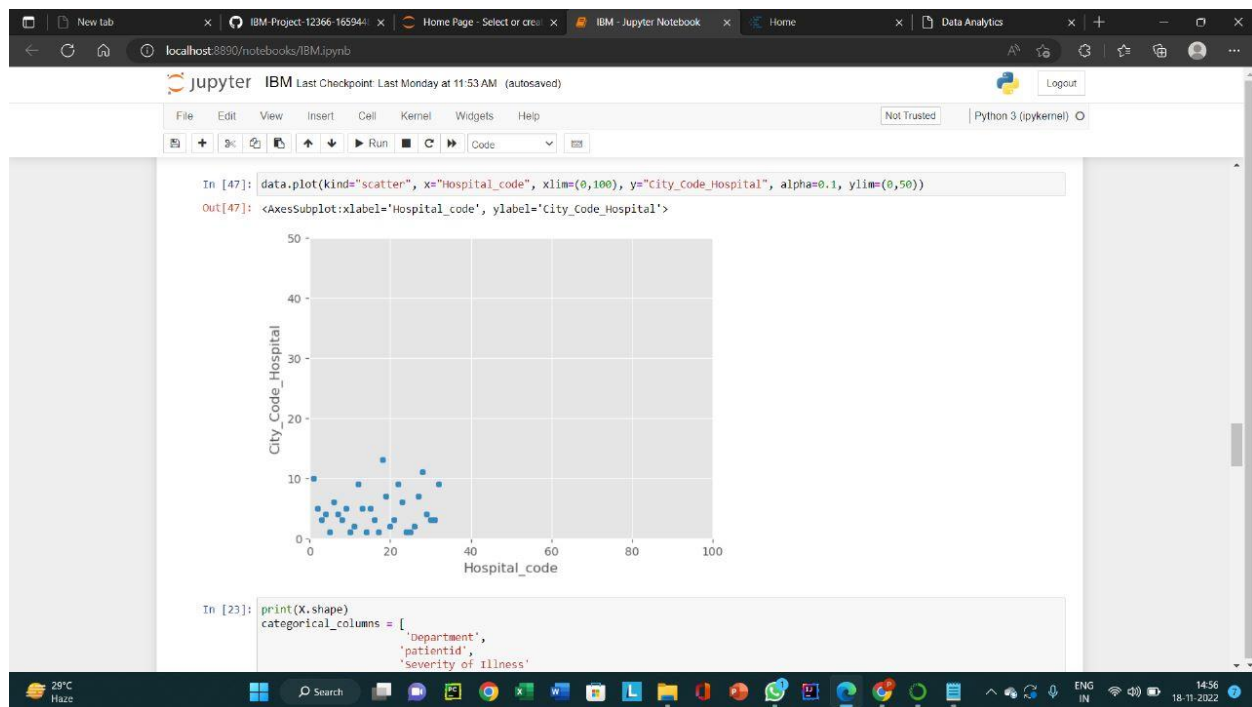 New tab
IBM-Project-12366-165944
Home Page - Select or crea
IBM - Jupyter Notebook
Home
Data Analytics
localhost:8890/notebooks/IBM.ipynb
jupyter IBM Last Checkpoint: Last Monday at 11:53 AM (autosaved)
Logout
File Edit View Insert Cell Kernel Widgets Help
Not Trusted
Python 3 (ipykernel)
Run
Code
In [47]: data.plot(kind="scatter", x="Hospital_code", xlim=(0,100), y="City_Code_Hospital", alpha=0.1, ylim=(0,50))
Out[47]: <AxesSubplot:xlabel='Hospital_code', ylabel='City_Code_Hospital'>
50
40
30
20
10
0
City_Code_Hospital
0 20 40 60 80 100
Hospital_code
In [23]: print(X.shape)
categorical_columns = [
'Department',
'patientid',
'Severity of Illness'
29°C
Haze
Search
ENG
IN
14:56
18-11-2022